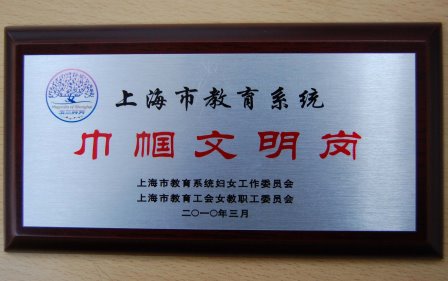 上海市教育系统
巾帼文明岗
上海市教育系统妇女工作委员会
上海市教育工会女教职工委员会
二〇一〇年三月